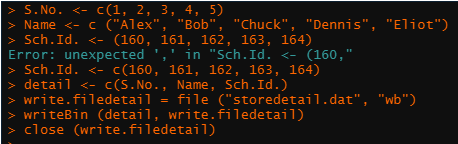 > S.No. <- c(1, 2, 3, 4, 5)
> Name <- c ("Alex", "Bob", "Chuck", "Dennis", "Eliot")
> Sch.Id. <- (160, 161, 162, 163, 164)
Error: unexpected ',' in "Sch.Id. <- (160,"
> Sch.Id. <- c(160, 161, 162, 163, 164)
> detail <- c(S.No., Name, Sch.Id.)
> write.filedetail = file ("storedetail.dat", "wb")
> writeBin (detail, write.filedetail)
> close (write.filedetail)